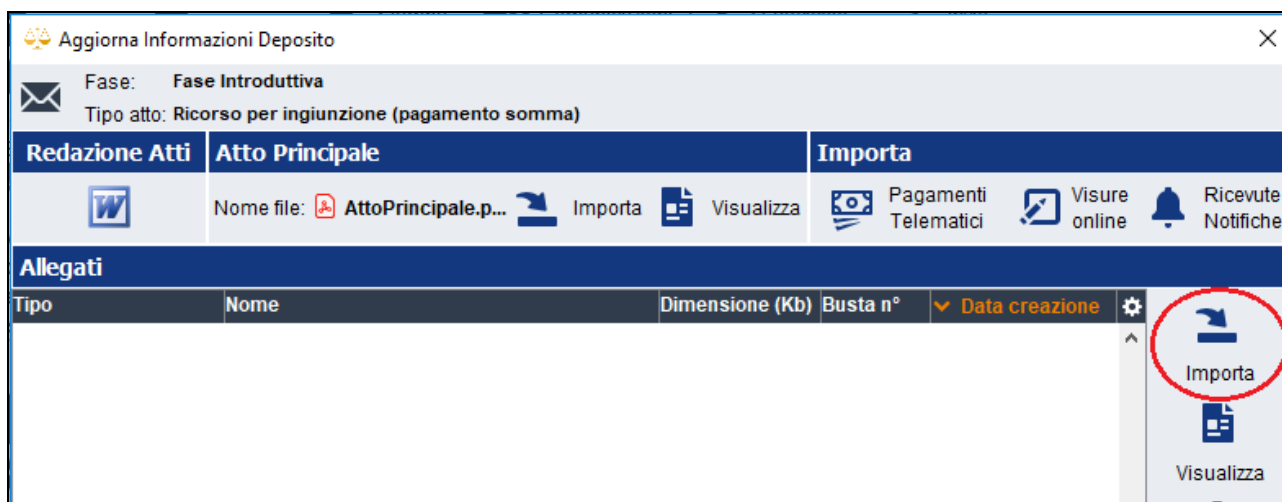 Aggiorna Informazioni Deposito
Fase: Fase Introduttiva
Tipo atto: Ricorso per ingiunzione (pagamento somma)
Redazione Atti Atto Principale Importa
Nome file: AttoPrincipale.p... Importa Visualizza Pagamenti Telematici Visure online Ricevute Notifiche
Allegati
Tipo Nome Dimensione (Kb) Busta n° Data creazione
Importa
Visualizza